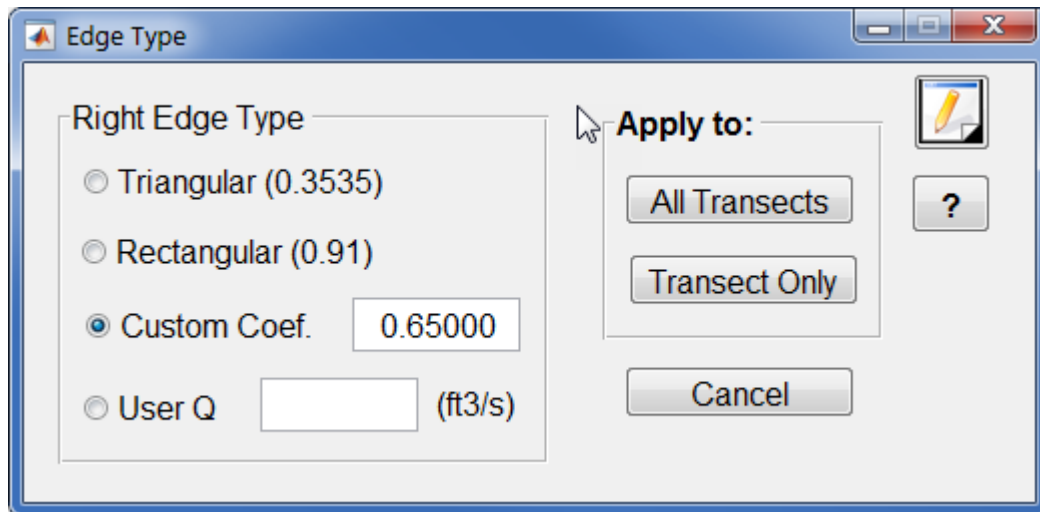 Edge Type
Right Edge Type
Triangular (0.3535)
Rectangular (0.91)
Custom Coef. 0.65000
User Q (ft3/s)
Apply to:
All Transects
Transect Only
Cancel
?